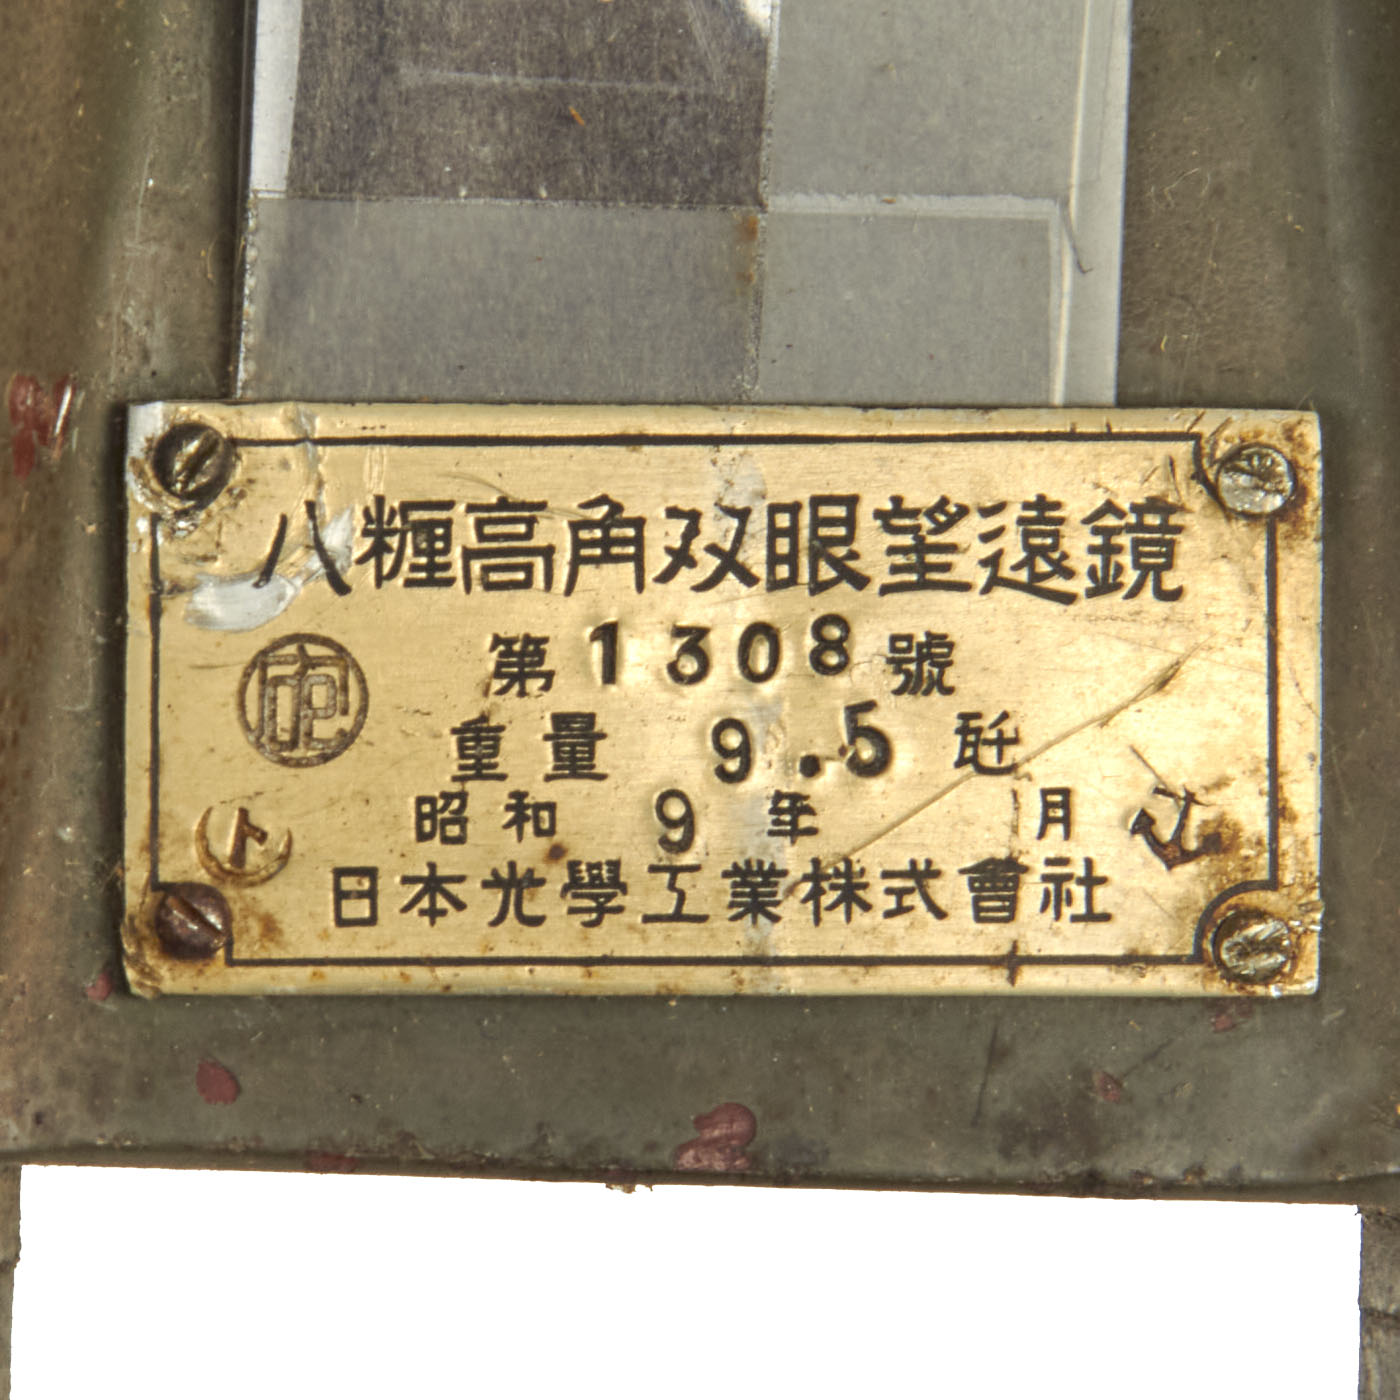 八糎高角双眼望遠鏡
第1308號
重量 9.5瓩
ト
昭和 9年 月
日本光學工業株式會社